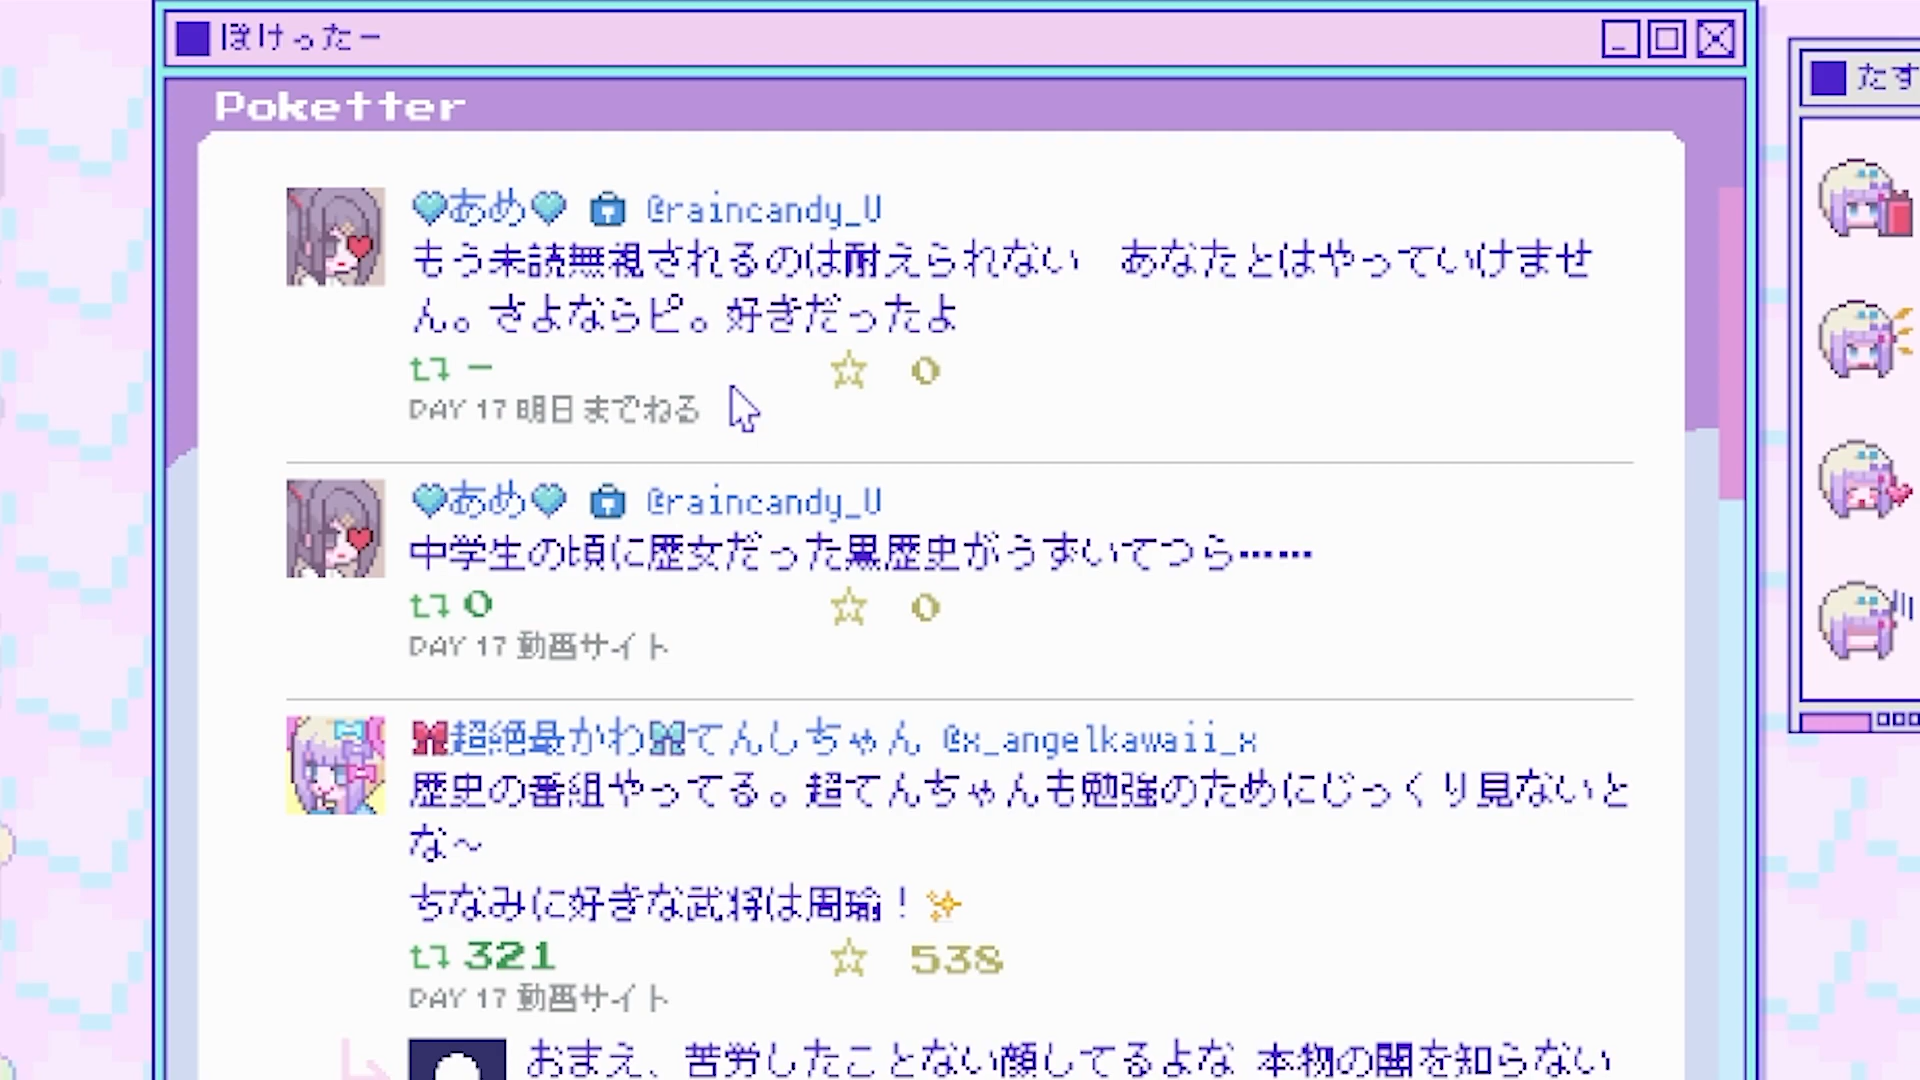 ぽけったー
Poketter
たす
あめ @raincandy_U
もう未読無視されるのは耐えられない　あなたとはやっていけませ
ん。さよならピ。好きだったよ
－ 0
DAY 17 明日までねる
あめ @raincandy_U
中学生の頃に歴女だった黒歴史がうずいてつら……
0 0
DAY 17 動画サイト
超絶最かわてんしちゃん @x_angelkawaii_x
歴史の番組やってる。超てんちゃんも勉強のためにじっくり見ないと
な～
ちなみに好きな武将は周瑜！
321 538
DAY 17 動画サイト
おまえ、苦労したことない顔してるよな 本物の闇を知らない